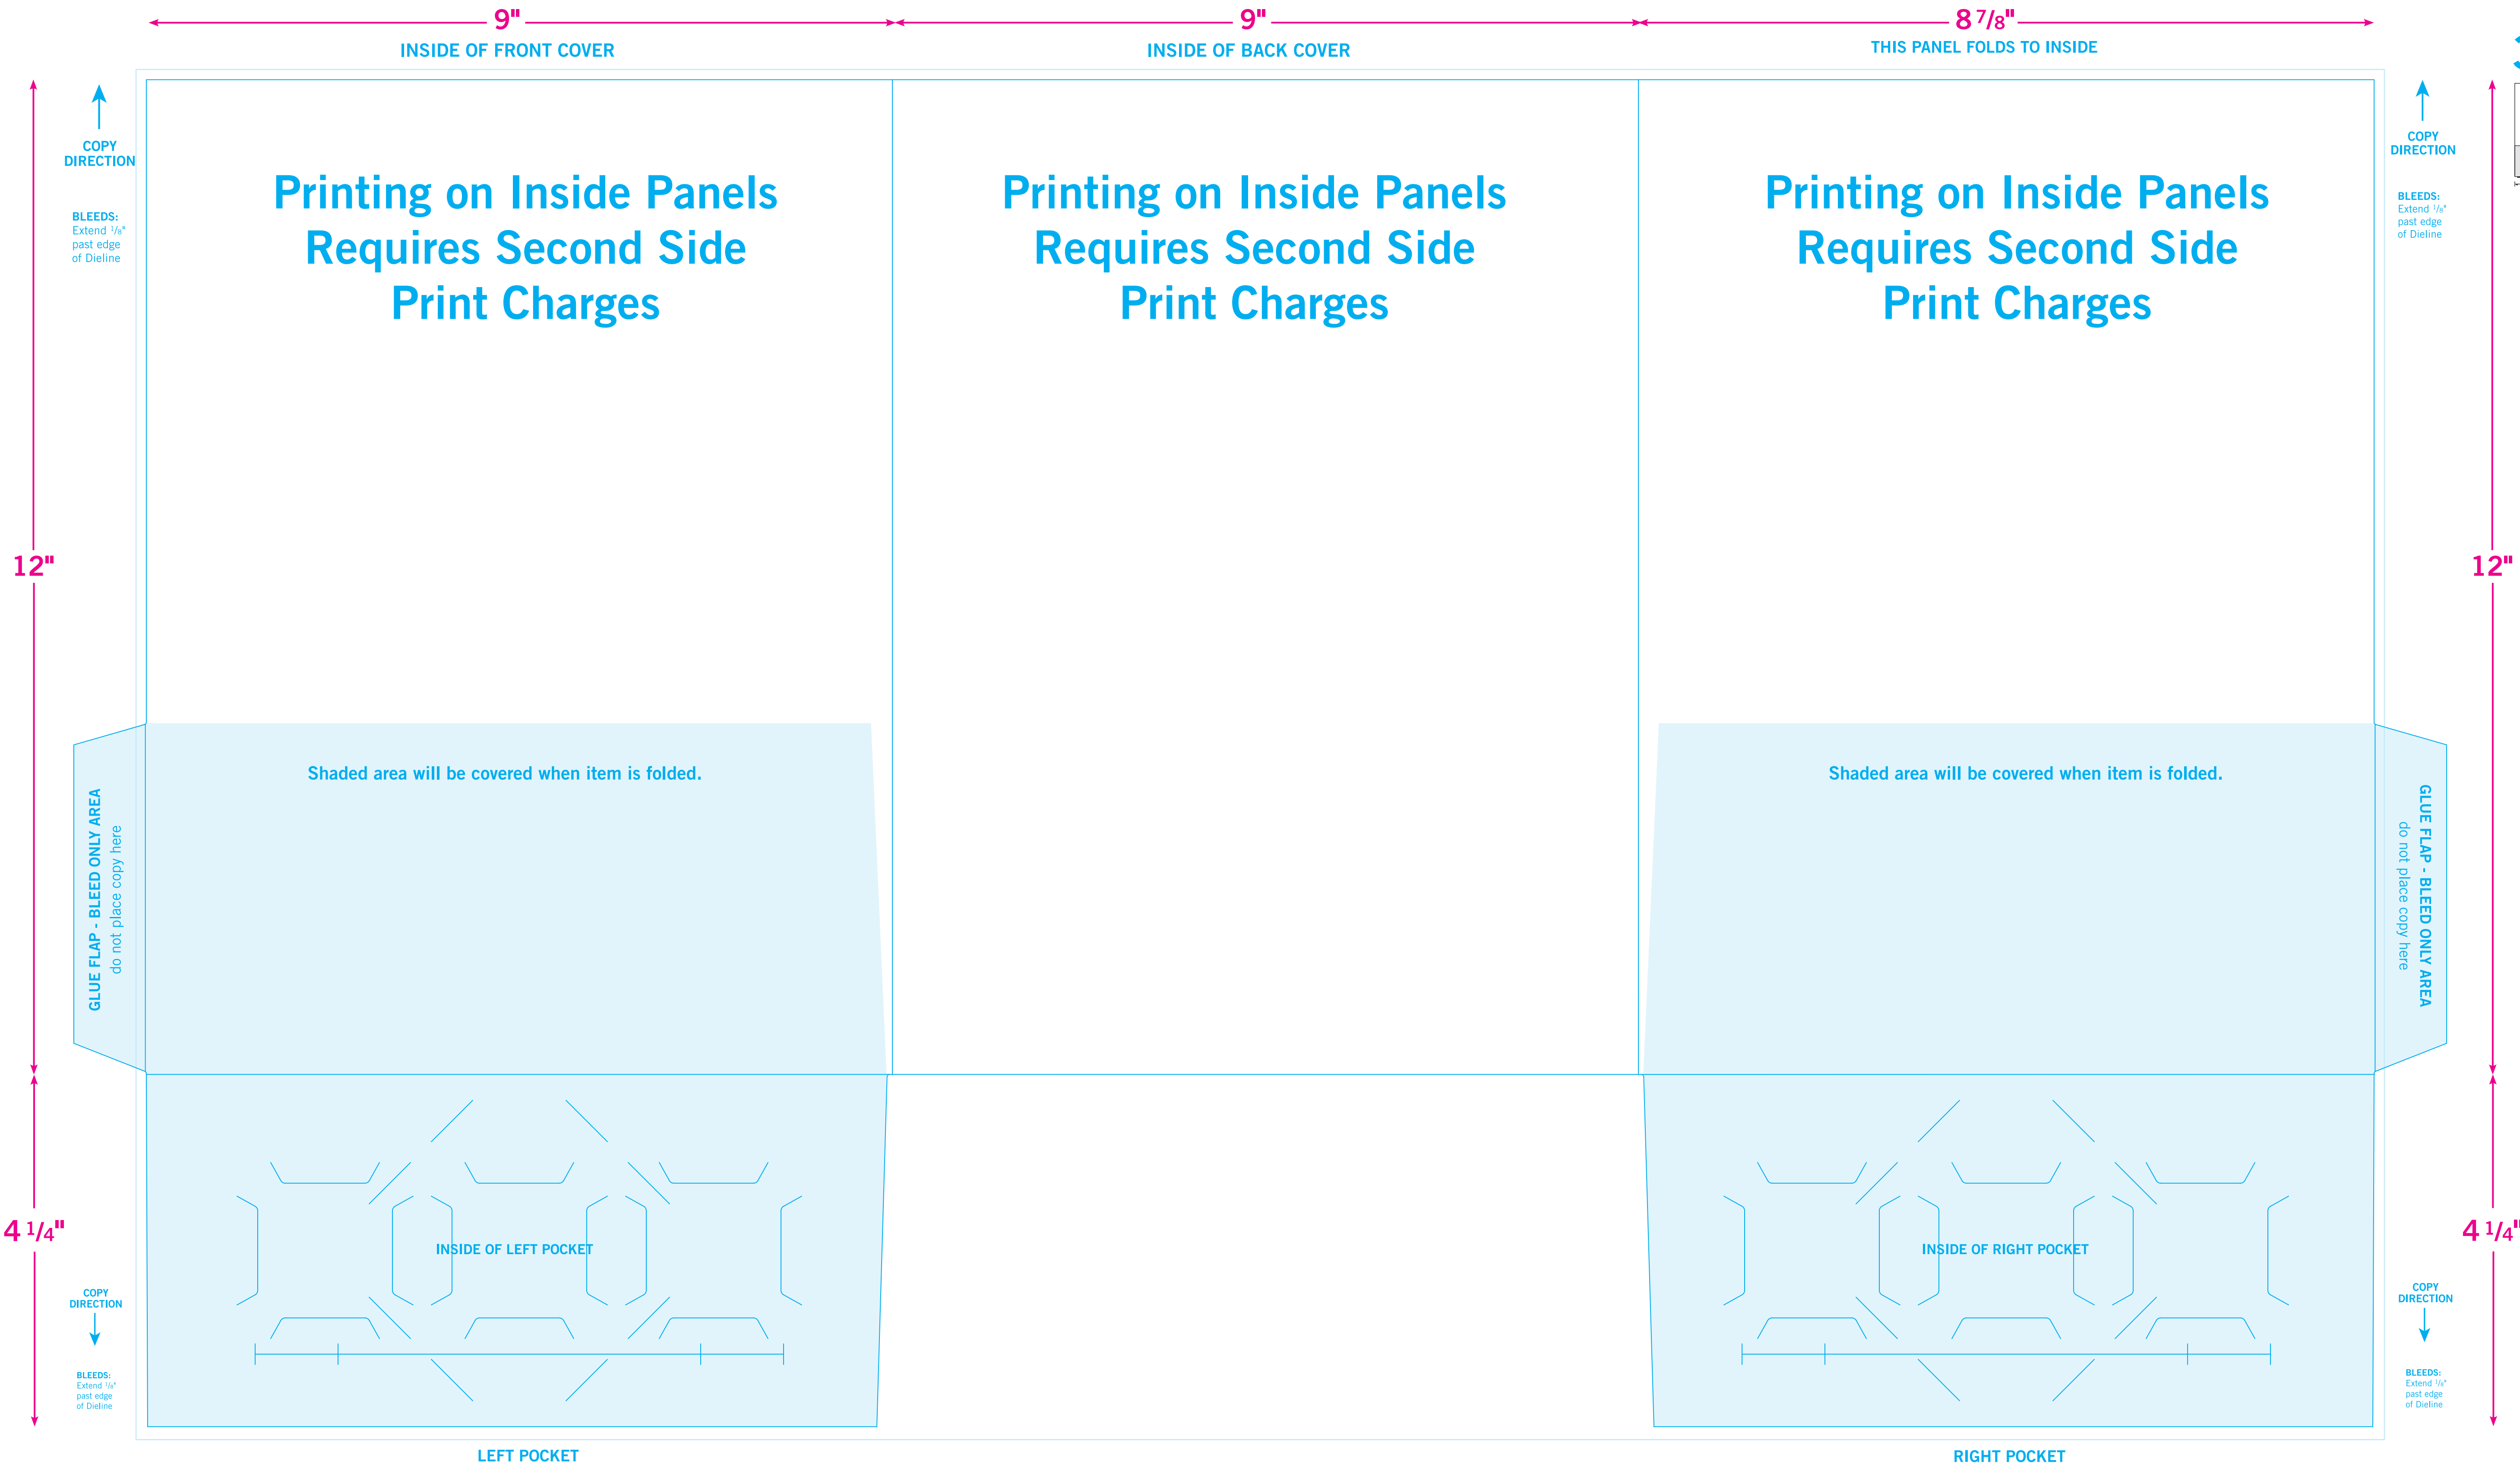 9" 9" 8 7/8"
INSIDE OF FRONT COVER
INSIDE OF BACK COVER
THIS PANEL FOLDS TO INSIDE
COPY
DIRECTION
BLEEDS:
Extend 1/8"
past edge
of Dieline
Printing on Inside Panels
Requires Second Side
Print Charges
Printing on Inside Panels
Requires Second Side
Print Charges
Printing on Inside Panels
Requires Second Side
Print Charges
COPY
DIRECTION
BLEEDS:
Extend 1/8"
past edge
of Dieline
12"
12"
Shaded area will be covered when item is folded.
Shaded area will be covered when item is folded.
GLUE FLAP - BLEED ONLY AREA
do not place copy here
GLUE FLAP - BLEED ONLY AREA
do not place copy here
4 1/4"
INSIDE OF LEFT POCKET
INSIDE OF RIGHT POCKET
4 1/4"
COPY
DIRECTION
BLEEDS:
Extend 1/8"
past edge
of Dieline
COPY
DIRECTION
BLEEDS:
Extend 1/8"
past edge
of Dieline
LEFT POCKET
RIGHT POCKET